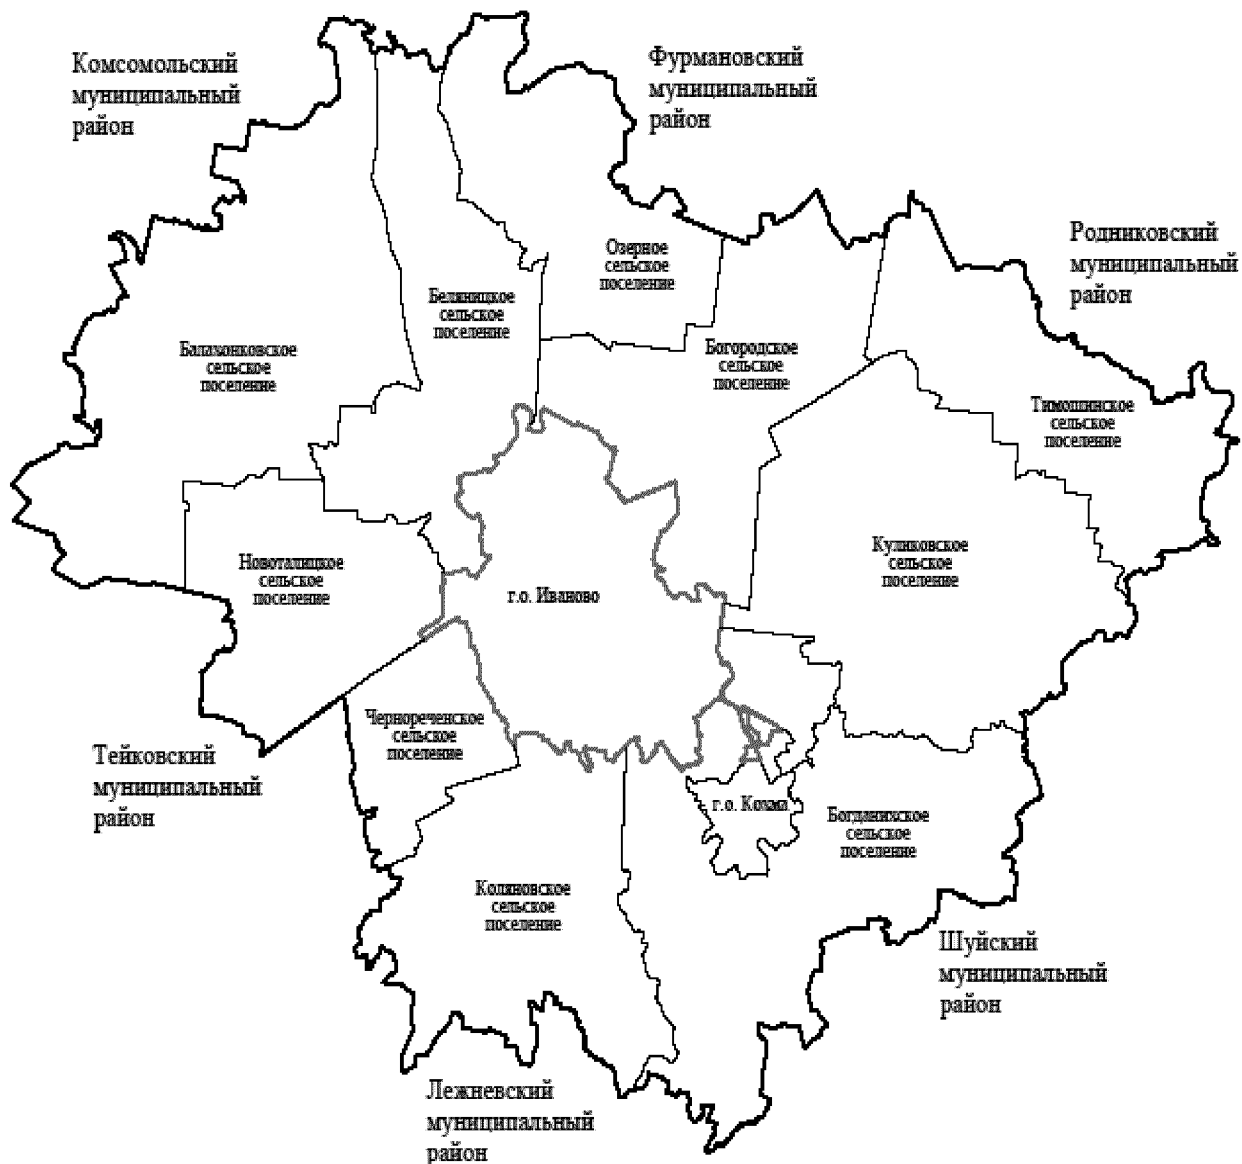 Комсомольский
муниципальный
район
Фурмановский
муниципальный
район
Родниковский
муниципальный
район
Озерное
сельское
поселение
Беляницкое
сельское
поселение
Балахонковское
сельское
поселение
Богородское
сельское
поселение
Тимошинское
сельское
поселение
Куликовское
сельское
поселение
Новоталицкое
сельское
поселение
г.о. Иваново
Чернореченское
сельское
поселение
Тейковский
муниципальный
район
г.о. Кохма
Богданихское
сельское
поселение
Коляновское
сельское
поселение
Шуйский
муниципальный
район
Лежневский
муниципальный
район